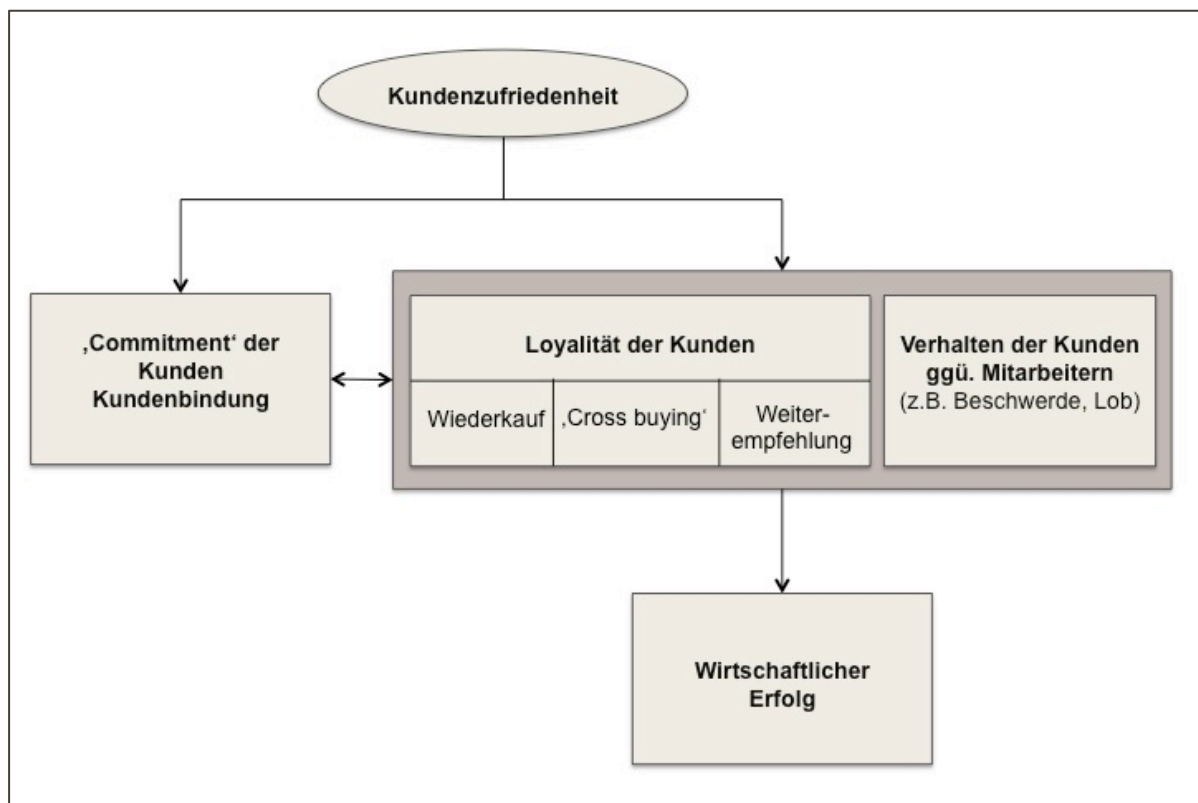 Kundenzufriedenheit
‚Commitment‘ der
Kunden
Kundenbindung
Loyalität der Kunden
Wiederkauf
‚Cross buying‘
Weiter-
empfehlung
Verhalten der Kunden
ggü. Mitarbeitern
(z.B. Beschwerde, Lob)
Wirtschaftlicher
Erfolg